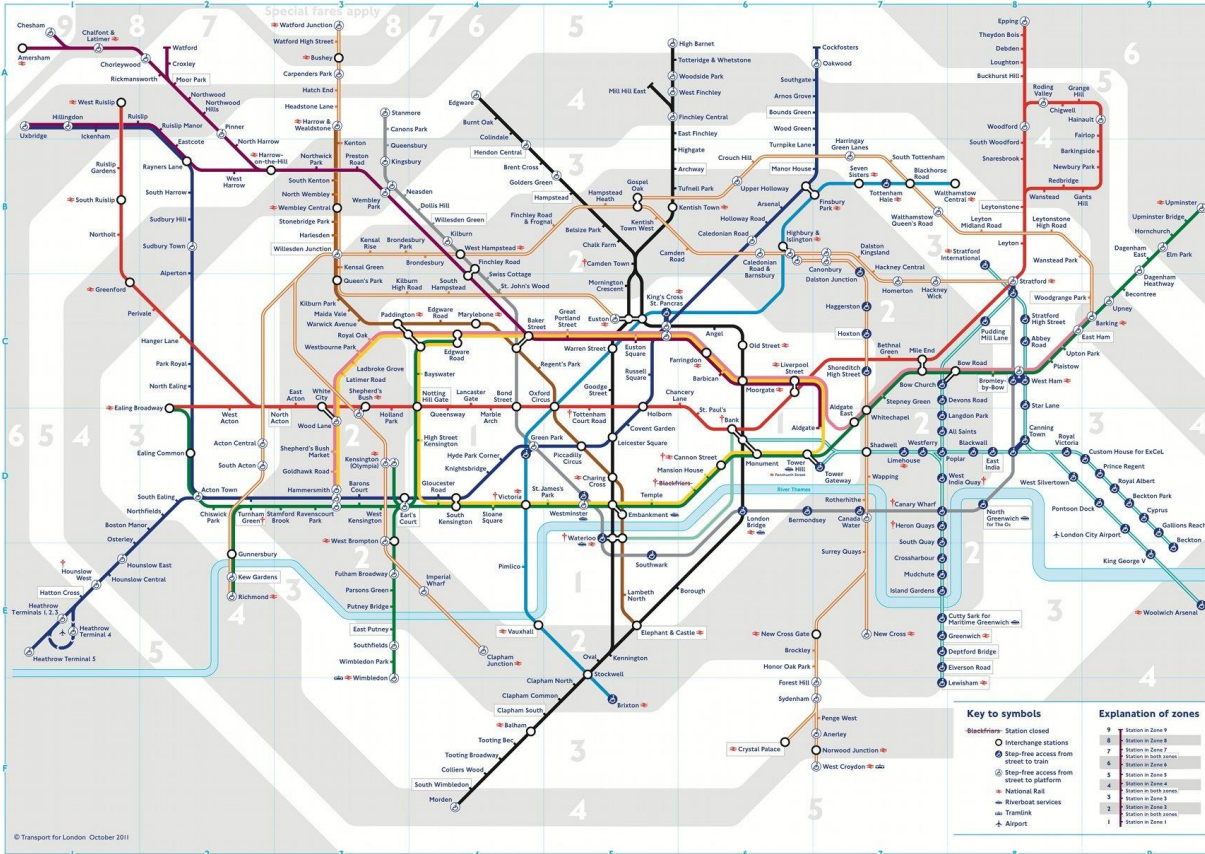 Special fares apply
1
2
3
4
5
6
7
8
9
A
B
C
D
E
F
Chesham
Chalfont &
Latimer
Amersham
Chorleywood
Rickmansworth
Watford
Croxley
Moor Park
Northwood
Northwood
Hills
Pinner
North Harrow
Harrow-
on-the-Hill
Northwick
Park
Preston
Road
West
Harrow
West Ruislip
Hillingdon
Uxbridge
Ickenham
Ruislip
Ruislip Manor
Eastcote
Rayners Lane
Ruislip
Gardens
South Ruislip
Northolt
Greenford
Perivale
Hanger Lane
South Harrow
Sudbury Hill
Sudbury Town
Alperton
Park Royal
North Ealing
Ealing Broadway
West
Acton
North
Acton
East
Acton
White
City
Ealing Common
South Ealing
Northfields
Boston Manor
Osterley
Hounslow East
Hounslow Central
Hounslow
West
Hatton Cross
Heathrow
Terminals 1, 2, 3
Heathrow
Terminal 4
Heathrow Terminal 5
Acton Town
Chiswick
Park
Turnham
Green
Stamford
Brook
Ravenscourt
Park
Gunnersbury
Kew Gardens
Richmond
Acton Central
South Acton
Watford Junction
Watford High Street
Bushey
Carpenders Park
Hatch End
Headstone Lane
Harrow &
Wealdstone
Kenton
South Kenton
North Wembley
Wembley Central
Stonebridge Park
Harlesden
Willesden Junction
Kensal Green
Queen's Park
Kilburn Park
Maida Vale
Warwick Avenue
Stanmore
Canons Park
Queensbury
Kingsbury
Wembley
Park
Neasden
Dollis Hill
Willesden Green
Kilburn
West Hampstead
Finchley Road
Swiss Cottage
St. John's Wood
Kensal
Rise
Brondesbury
Park
Brondesbury
Kilburn
High Road
South
Hampstead
Finchley Road
& Frognal
Hampstead
Heath
Gospel
Oak
Kentish
Town West
Camden
Road
Edgware
Burnt Oak
Colindale
Hendon Central
Brent Cross
Golders Green
Hampstead
Belsize Park
Chalk Farm
Camden Town
Mornington
Crescent
Euston
High Barnet
Totteridge & Whetstone
Woodside Park
West Finchley
Mill Hill East
Finchley Central
East Finchley
Highgate
Archway
Tufnell Park
Kentish Town
Cockfosters
Oakwood
Southgate
Arnos Grove
Bounds Green
Wood Green
Turnpike Lane
Manor House
Finsbury
Park
Arsenal
Holloway Road
Caledonian Road
Crouch Hill
Upper Holloway
Harringay
Green Lanes
South Tottenham
Seven
Sisters
Tottenham
Hale
Blackhorse
Road
Walthamstow
Central
Walthamstow
Queen's Road
Leyton
Midland Road
Leytonstone
High Road
Wanstead Park
Woodgrange Park
Highbury &
Islington
Caledonian
Road &
Barnsbury
Canonbury
Dalston
Kingsland
Dalston Junction
Hackney Central
Homerton
Hackney
Wick
Haggerston
Hoxton
Shoreditch
High Street
Epping
Theydon Bois
Debden
Loughton
Buckhurst Hill
Roding
Valley
Chigwell
Grange
Hill
Hainault
Fairlop
Barkingside
Newbury Park
Redbridge
Gants
Hill
Wanstead
Woodford
South Woodford
Snaresbrook
Leytonstone
Leyton
Stratford
International
Stratford
Stratford
High Street
Abbey
Road
Pudding
Mill Lane
West Ham
Star Lane
Canning
Town
Upminster
Upminster Bridge
Hornchurch
Elm Park
Dagenham
East
Dagenham
Heathway
Becontree
Upney
Barking
East Ham
Upton Park
Plaistow
Bromley-
by-Bow
Bow Road
Bow Church
Mile End
Bethnal
Green
Stepney Green
Whitechapel
Aldgate
East
Aldgate
Devons Road
Langdon Park
All Saints
Poplar
Blackwall
East
India
Westferry
Limehouse
Shadwell
Wapping
Rotherhithe
Canada
Water
Surrey Quays
New Cross Gate
New Cross
Brockley
Honor Oak Park
Forest Hill
Sydenham
Crystal Palace
Penge West
Anerley
Norwood Junction
West Croydon
West
India Quay
Canary Wharf
Heron Quays
South Quay
Crossharbour
Mudchute
Island Gardens
Cutty Sark for
Maritime Greenwich
Greenwich
Deptford Bridge
Elverson Road
Lewisham
North
Greenwich
for The O2
Royal
Victoria
Custom House for ExCeL
Prince Regent
Royal Albert
Beckton Park
Cyprus
Gallions Reach
Beckton
West Silvertown
Pontoon Dock
London City Airport
King George V
Woolwich Arsenal
Paddington
Edgware
Road
Marylebone
Baker
Street
Great
Portland
Street
Euston
Square
King's Cross
St. Pancras
Royal Oak
Westbourne Park
Ladbroke Grove
Latimer Road
Edgware
Road
Bayswater
Regent's Park
Warren Street
Goodge
Street
Russell
Square
Farringdon
Barbican
Angel
Old Street
Moorgate
Liverpool
Street
Shepherd's
Bush
Wood Lane
Shepherd's Bush
Market
Goldhawk Road
Hammersmith
Holland
Park
Notting
Hill Gate
Queensway
Lancaster
Gate
Marble
Arch
Bond
Street
Oxford
Circus
Tottenham
Court Road
Holborn
Chancery
Lane
St. Paul's
Bank
Covent Garden
Leicester Square
Piccadilly
Circus
Green Park
Hyde Park Corner
Knightsbridge
High Street
Kensington
Kensington
(Olympia)
Barons
Court
Gloucester
Road
West
Kensington
Earl's
Court
South
Kensington
Sloane
Square
Victoria
St. James's
Park
Westminster
Charing
Cross
Embankment
Temple
Blackfriars
Mansion House
Cannon Street
Monument
Tower
Hill
Fenchurch Street
Tower
Gateway
River Thames
Waterloo
Southwark
London
Bridge
Bermondsey
Lambeth
North
Borough
Elephant & Castle
Pimlico
Vauxhall
Oval
Kennington
Stockwell
Brixton
Clapham North
Clapham Common
Clapham South
Balham
Tooting Bec
Tooting Broadway
Colliers Wood
South Wimbledon
Morden
West Brompton
Fulham Broadway
Parsons Green
Putney Bridge
East Putney
Southfields
Wimbledon Park
Wimbledon
Imperial
Wharf
Clapham
Junction
Key to symbols
Blackfriars Station closed
Interchange stations
Step-free access from
street to train
Step-free access from
street to platform
National Rail
Riverboat services
Tramlink
Airport
Explanation of zones
9 Station in Zone 9
8 Station in Zone 8
7 Station in Zone 7
Station in both zones
6 Station in Zone 6
5 Station in Zone 5
4 Station in Zone 4
Station in both zones
3 Station in Zone 3
2 Station in Zone 2
Station in both zones
1 Station in Zone 1
© Transport for London October 2011